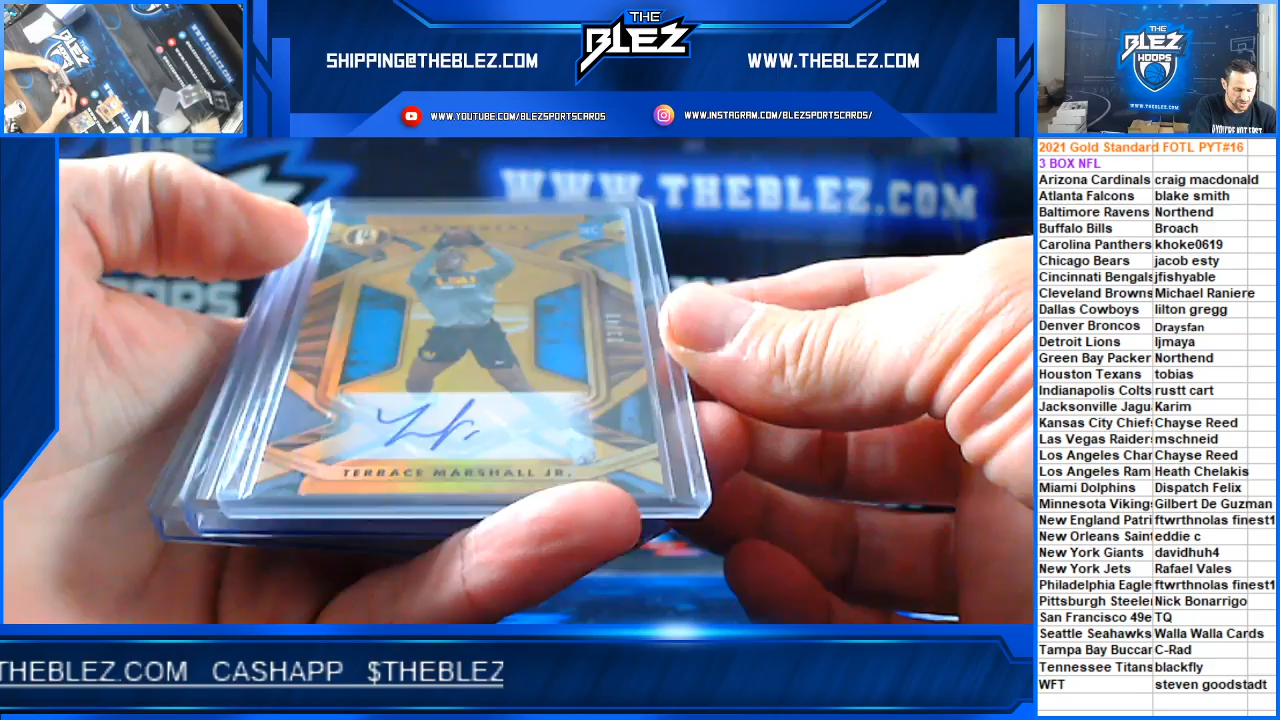 THE
BLEZ
SHIPPING@THEBLEZ.COM
WWW.THEBLEZ.COM
WWW.YOUTUBE.COM/BLEZSPORTSCARDS
WWW.INSTAGRAM.COM/BLEZSPORTSCARDS/
THE
BLEZ
HOOPS
WWW.THEBLEZ.COM
WWW.THEBLEZ.COM
RC
TERRACE MARSHALL JR.
THEBLEZ.COM CASHAPP $THEBLEZ
2021 Gold Standard FOTL PYT#16
3 BOX NFL
Arizona Cardinals craig macdonald
Atlanta Falcons blake smith
Baltimore Ravens Northend
Buffalo Bills Broach
Carolina Panthers khoke0619
Chicago Bears jacob esty
Cincinnati Bengals jfishyable
Cleveland Browns Michael Raniere
Dallas Cowboys lilton gregg
Denver Broncos Draysfan
Detroit Lions ljmaya
Green Bay Packer Northend
Houston Texans tobias
Indianapolis Colts rustt cart
Jacksonville Jagu Karim
Kansas City Chief Chayse Reed
Las Vegas Raider mschneid
Los Angeles Char Chayse Reed
Los Angeles Ram Heath Chelakis
Miami Dolphins Dispatch Felix
Minnesota Viking Gilbert De Guzman
New England Patri ftwrthnolas finest1
New Orleans Saint eddie c
New York Giants davidhuh4
New York Jets Rafael Vales
Philadelphia Eagle ftwrthnolas finest1
Pittsburgh Steele Nick Bonarrigo
San Francisco 49e TQ
Seattle Seahawks Walla Walla Cards
Tampa Bay Buccar C-Rad
Tennessee Titans blackfly
WFT steven goodstadt